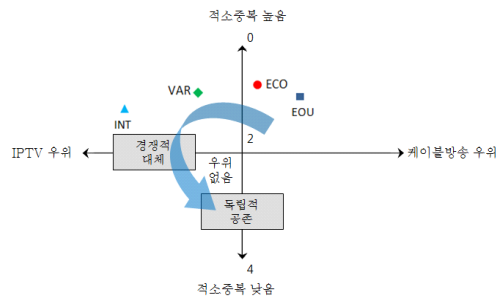 적소중복 높음
0
VAR
ECO
EOU
INT
2
IPTV 우위
경쟁적
대체
우위
없음
케이블방송 우위
독립적
공존
4
적소중복 낮음